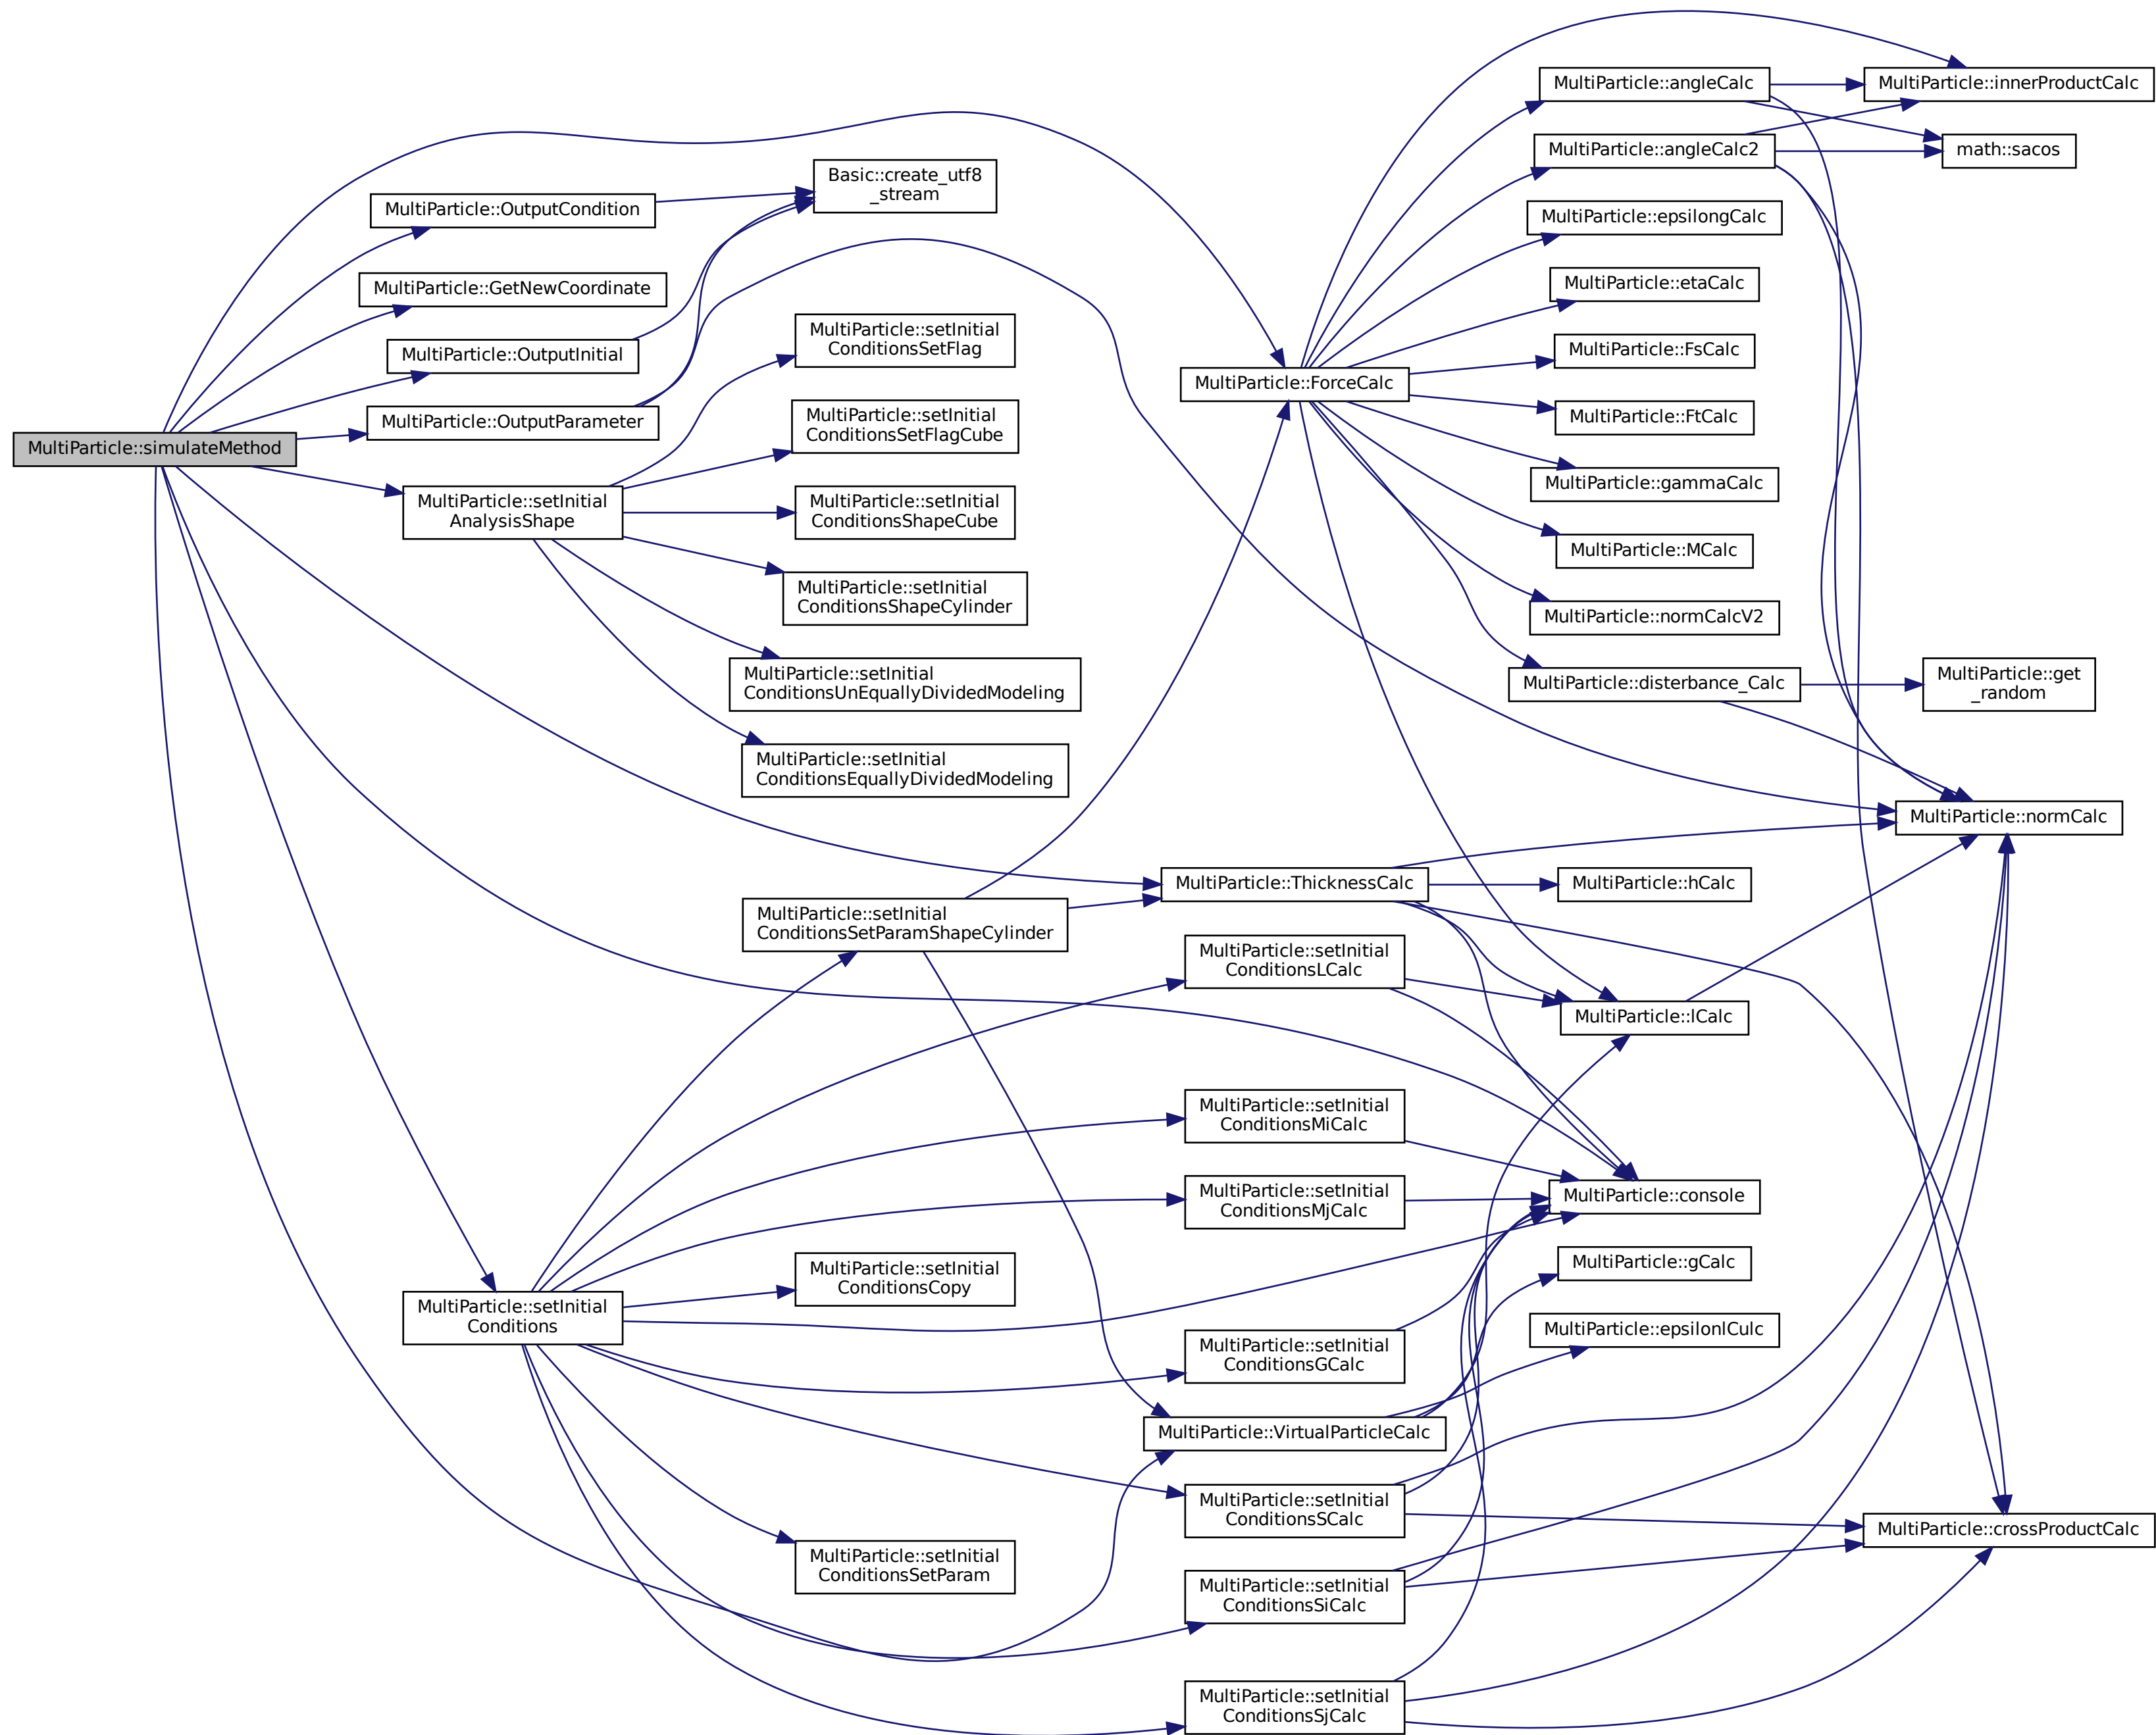 MultiParticle::simulateMethod
MultiParticle::OutputCondition
MultiParticle::GetNewCoordinate
MultiParticle::OutputInitial
MultiParticle::OutputParameter
MultiParticle::setInitial
AnalysisShape
MultiParticle::setInitial
Conditions
Basic::create_utf8
_stream
MultiParticle::setInitial
ConditionsSetFlag
MultiParticle::setInitial
ConditionsSetFlagCube
MultiParticle::setInitial
ConditionsShapeCube
MultiParticle::setInitial
ConditionsShapeCylinder
MultiParticle::setInitial
ConditionsUnEquallyDividedModeling
MultiParticle::setInitial
ConditionsEquallyDividedModeling
MultiParticle::setInitial
ConditionsSetParamShapeCylinder
MultiParticle::setInitial
ConditionsCopy
MultiParticle::setInitial
ConditionsSetParam
MultiParticle::ForceCalc
MultiParticle::ThicknessCalc
MultiParticle::setInitial
ConditionsLCalc
MultiParticle::setInitial
ConditionsMiCalc
MultiParticle::setInitial
ConditionsMjCalc
MultiParticle::setInitial
ConditionsGCalc
MultiParticle::VirtualParticleCalc
MultiParticle::setInitial
ConditionsSCalc
MultiParticle::setInitial
ConditionsSiCalc
MultiParticle::setInitial
ConditionsSjCalc
MultiParticle::angleCalc
MultiParticle::angleCalc2
MultiParticle::epsilongCalc
MultiParticle::etaCalc
MultiParticle::FsCalc
MultiParticle::FtCalc
MultiParticle::gammaCalc
MultiParticle::MCalc
MultiParticle::normCalcV2
MultiParticle::disterbance_Calc
MultiParticle::hCalc
MultiParticle::lCalc
MultiParticle::console
MultiParticle::gCalc
MultiParticle::epsilonlCulc
MultiParticle::innerProductCalc
math::sacos
MultiParticle::get
_random
MultiParticle::normCalc
MultiParticle::crossProductCalc